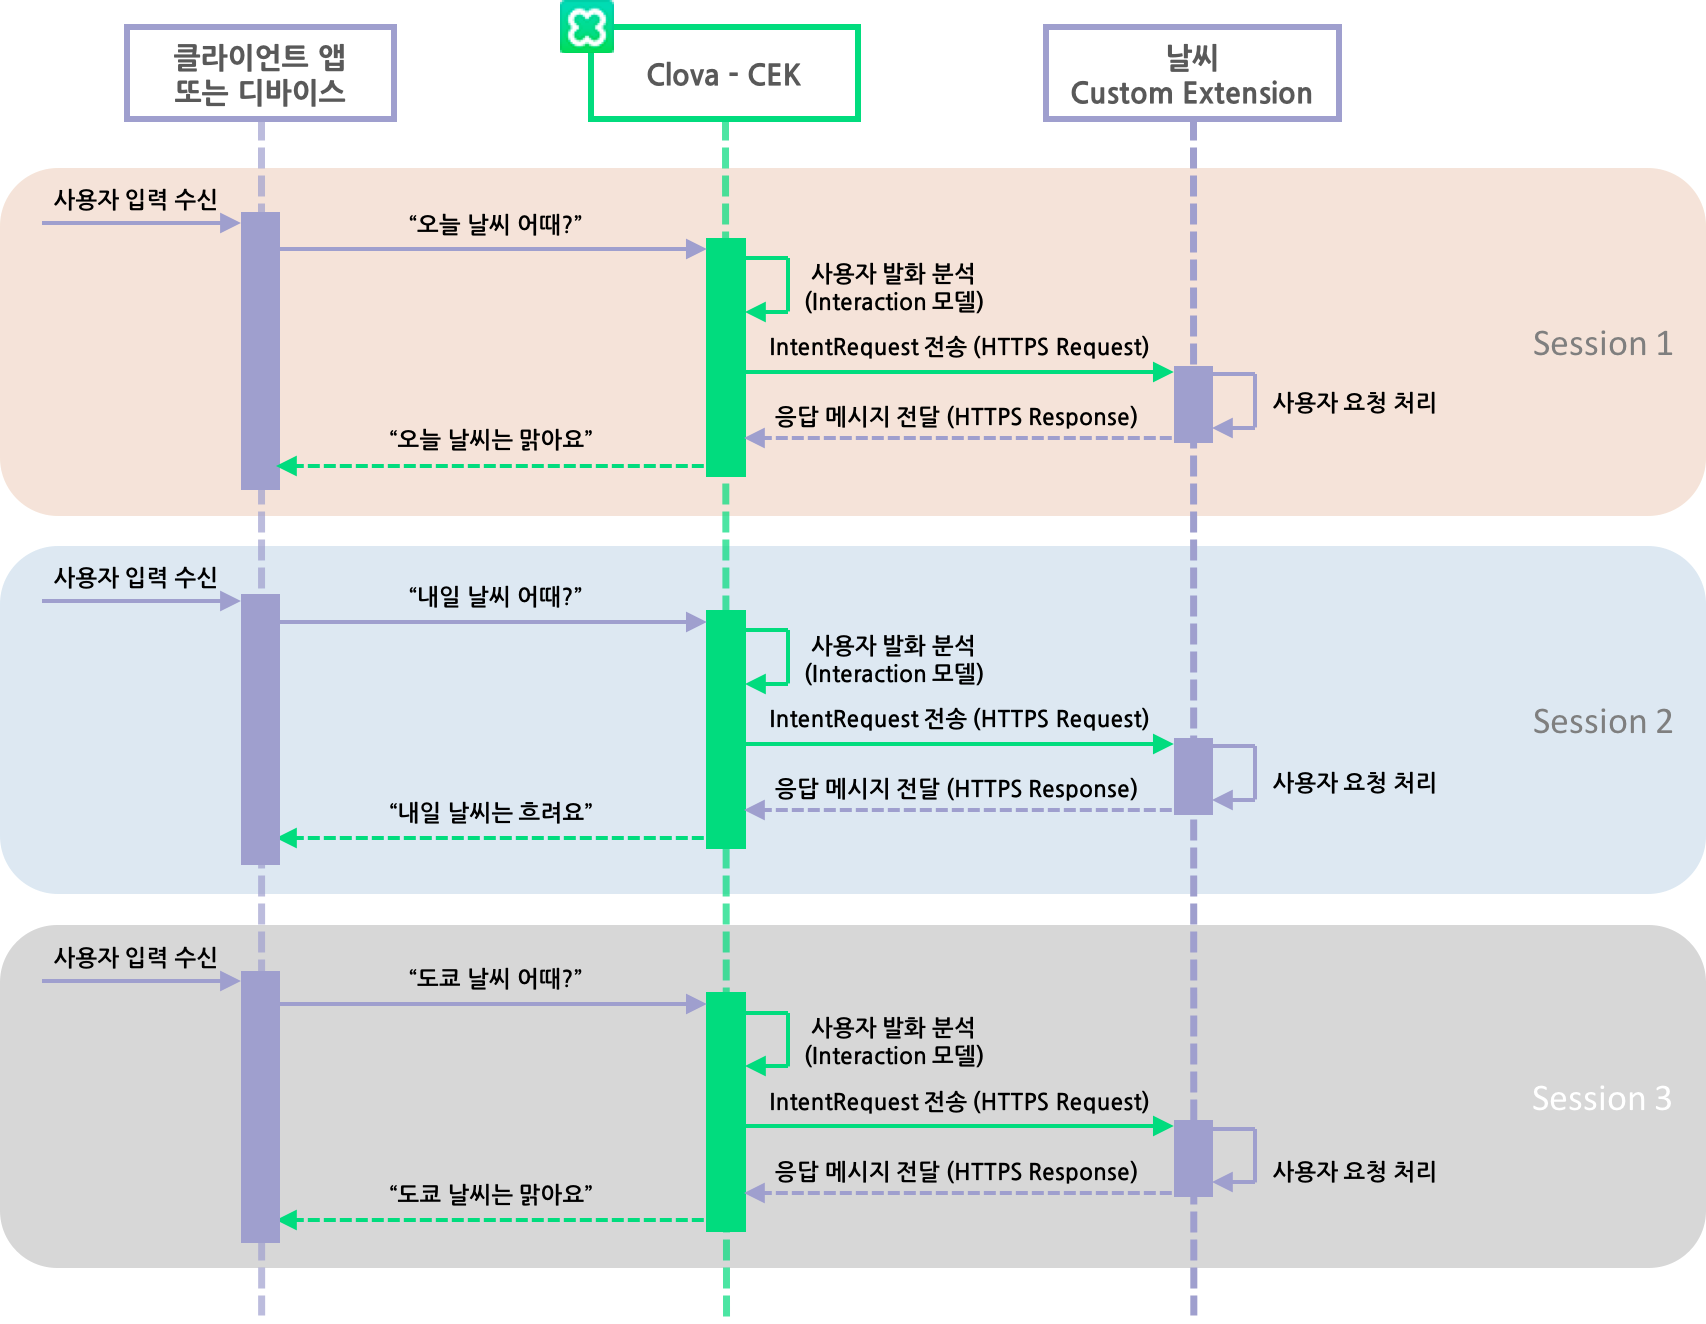 클라이언트 앱
또는 디바이스
Clova - CEK
날씨
Custom Extension
사용자 입력 수신
“오늘 날씨 어때?”
사용자 발화 분석
(Interaction 모델)
IntentRequest 전송 (HTTPS Request)
Session 1
사용자 요청 처리
응답 메시지 전달 (HTTPS Response)
“오늘 날씨는 맑아요”
사용자 입력 수신
“내일 날씨 어때?”
사용자 발화 분석
(Interaction 모델)
IntentRequest 전송 (HTTPS Request)
Session 2
사용자 요청 처리
응답 메시지 전달 (HTTPS Response)
“내일 날씨는 흐려요”
사용자 입력 수신
“도쿄 날씨 어때?”
사용자 발화 분석
(Interaction 모델)
IntentRequest 전송 (HTTPS Request)
Session 3
사용자 요청 처리
응답 메시지 전달 (HTTPS Response)
“도쿄 날씨는 맑아요”